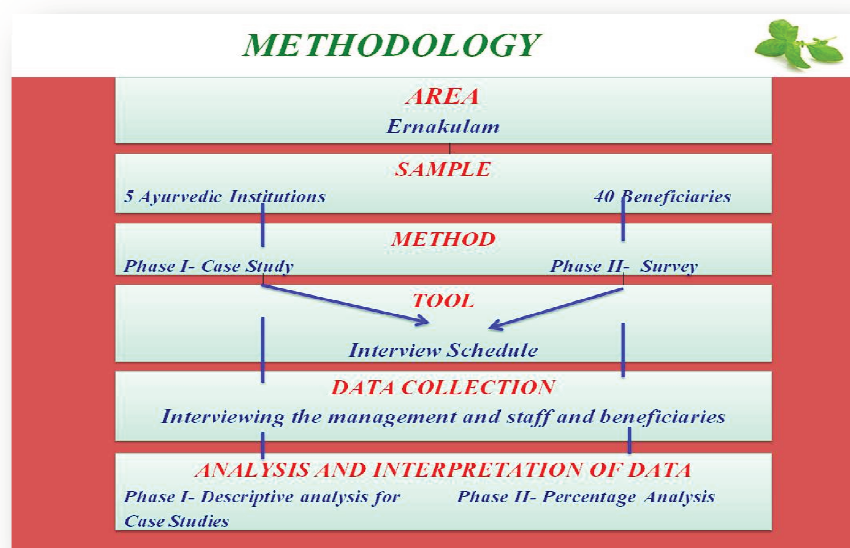 METHODOLOGY
AREA
Ernakulam
SAMPLE
5 Ayurvedic Institutions 40 Beneficiaries
METHOD
Phase I- Case Study Phase II- Survey
TOOL
Interview Schedule
DATA COLLECTION
Interviewing the management and staff and beneficiaries
ANALYSIS AND INTERPRETATION OF DATA
Phase I- Descriptive analysis for Phase II- Percentage Analysis
Case Studies